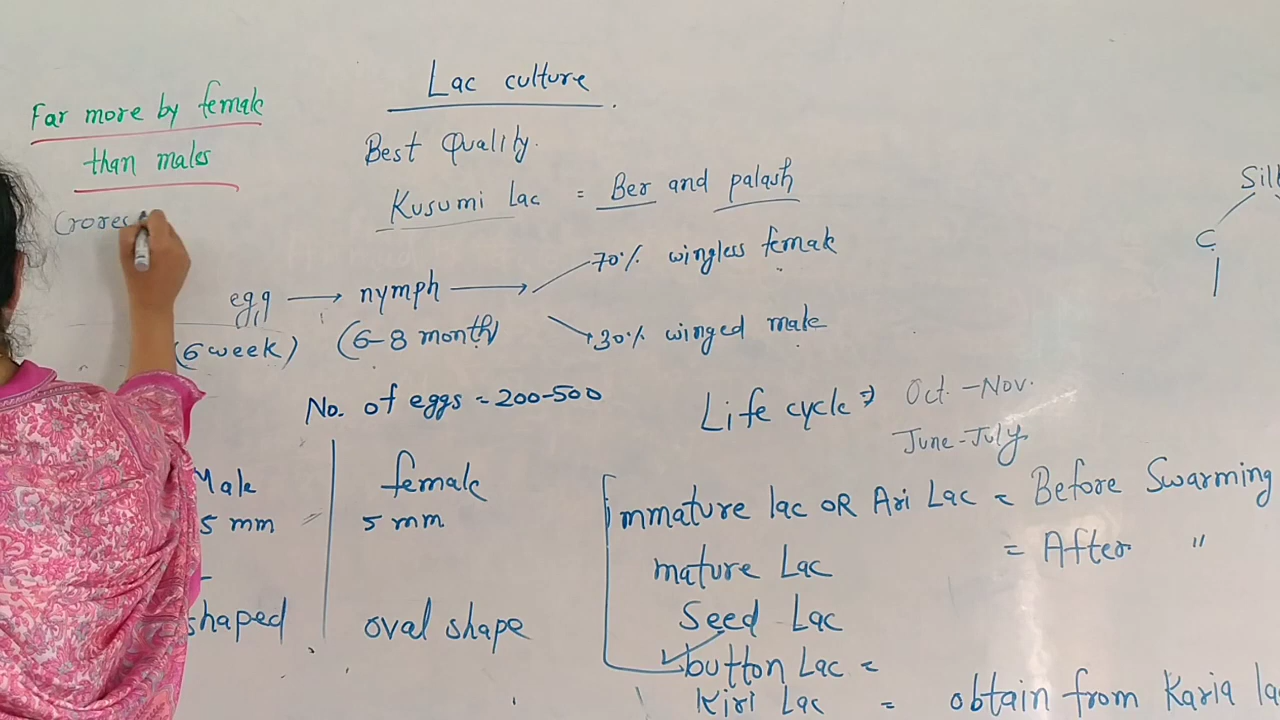 Far more by female
than males
Crores
Lac culture
Best Quality.
Kusumi Lac = Ber and palash
egg → nymph →
70% wingless female
30% winged male
(6 week) (6-8 month)
No. of eggs = 200-500
Life cycle ⇒ Oct. - Nov.
June - July
Male female
5 mm 5 mm
shaped oval shape
Immature lac OR Ari Lac = Before Swarming
mature Lac = After "
Seed Lac
button Lac =
Kiri Lac = obtain from Karia
C